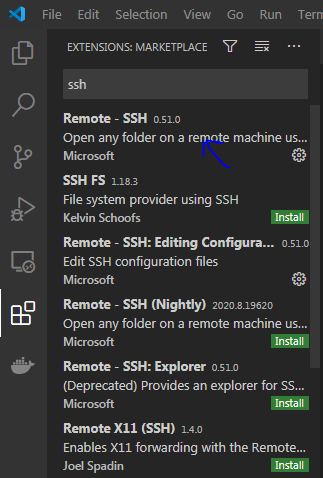 File Edit Selection View Go Run Termin
EXTENSIONS: MARKETPLACE
ssh
Remote - SSH 0.51.0
Open any folder on a remote machine us...
Microsoft
SSH FS 1.18.3
File system provider using SSH
Kelvin Schoofs Install
Remote - SSH: Editing Configura... 0.51.0
Edit SSH configuration files
Microsoft
Remote - SSH (Nightly) 2020.8.19620
Open any folder on a remote machine us...
Microsoft Install
Remote - SSH: Explorer 0.51.0
(Deprecated) Provides an explorer for SS...
Microsoft Install
Remote X11 (SSH) 1.4.0
Enables X11 forwarding with the Remote...
Joel Spadin Install